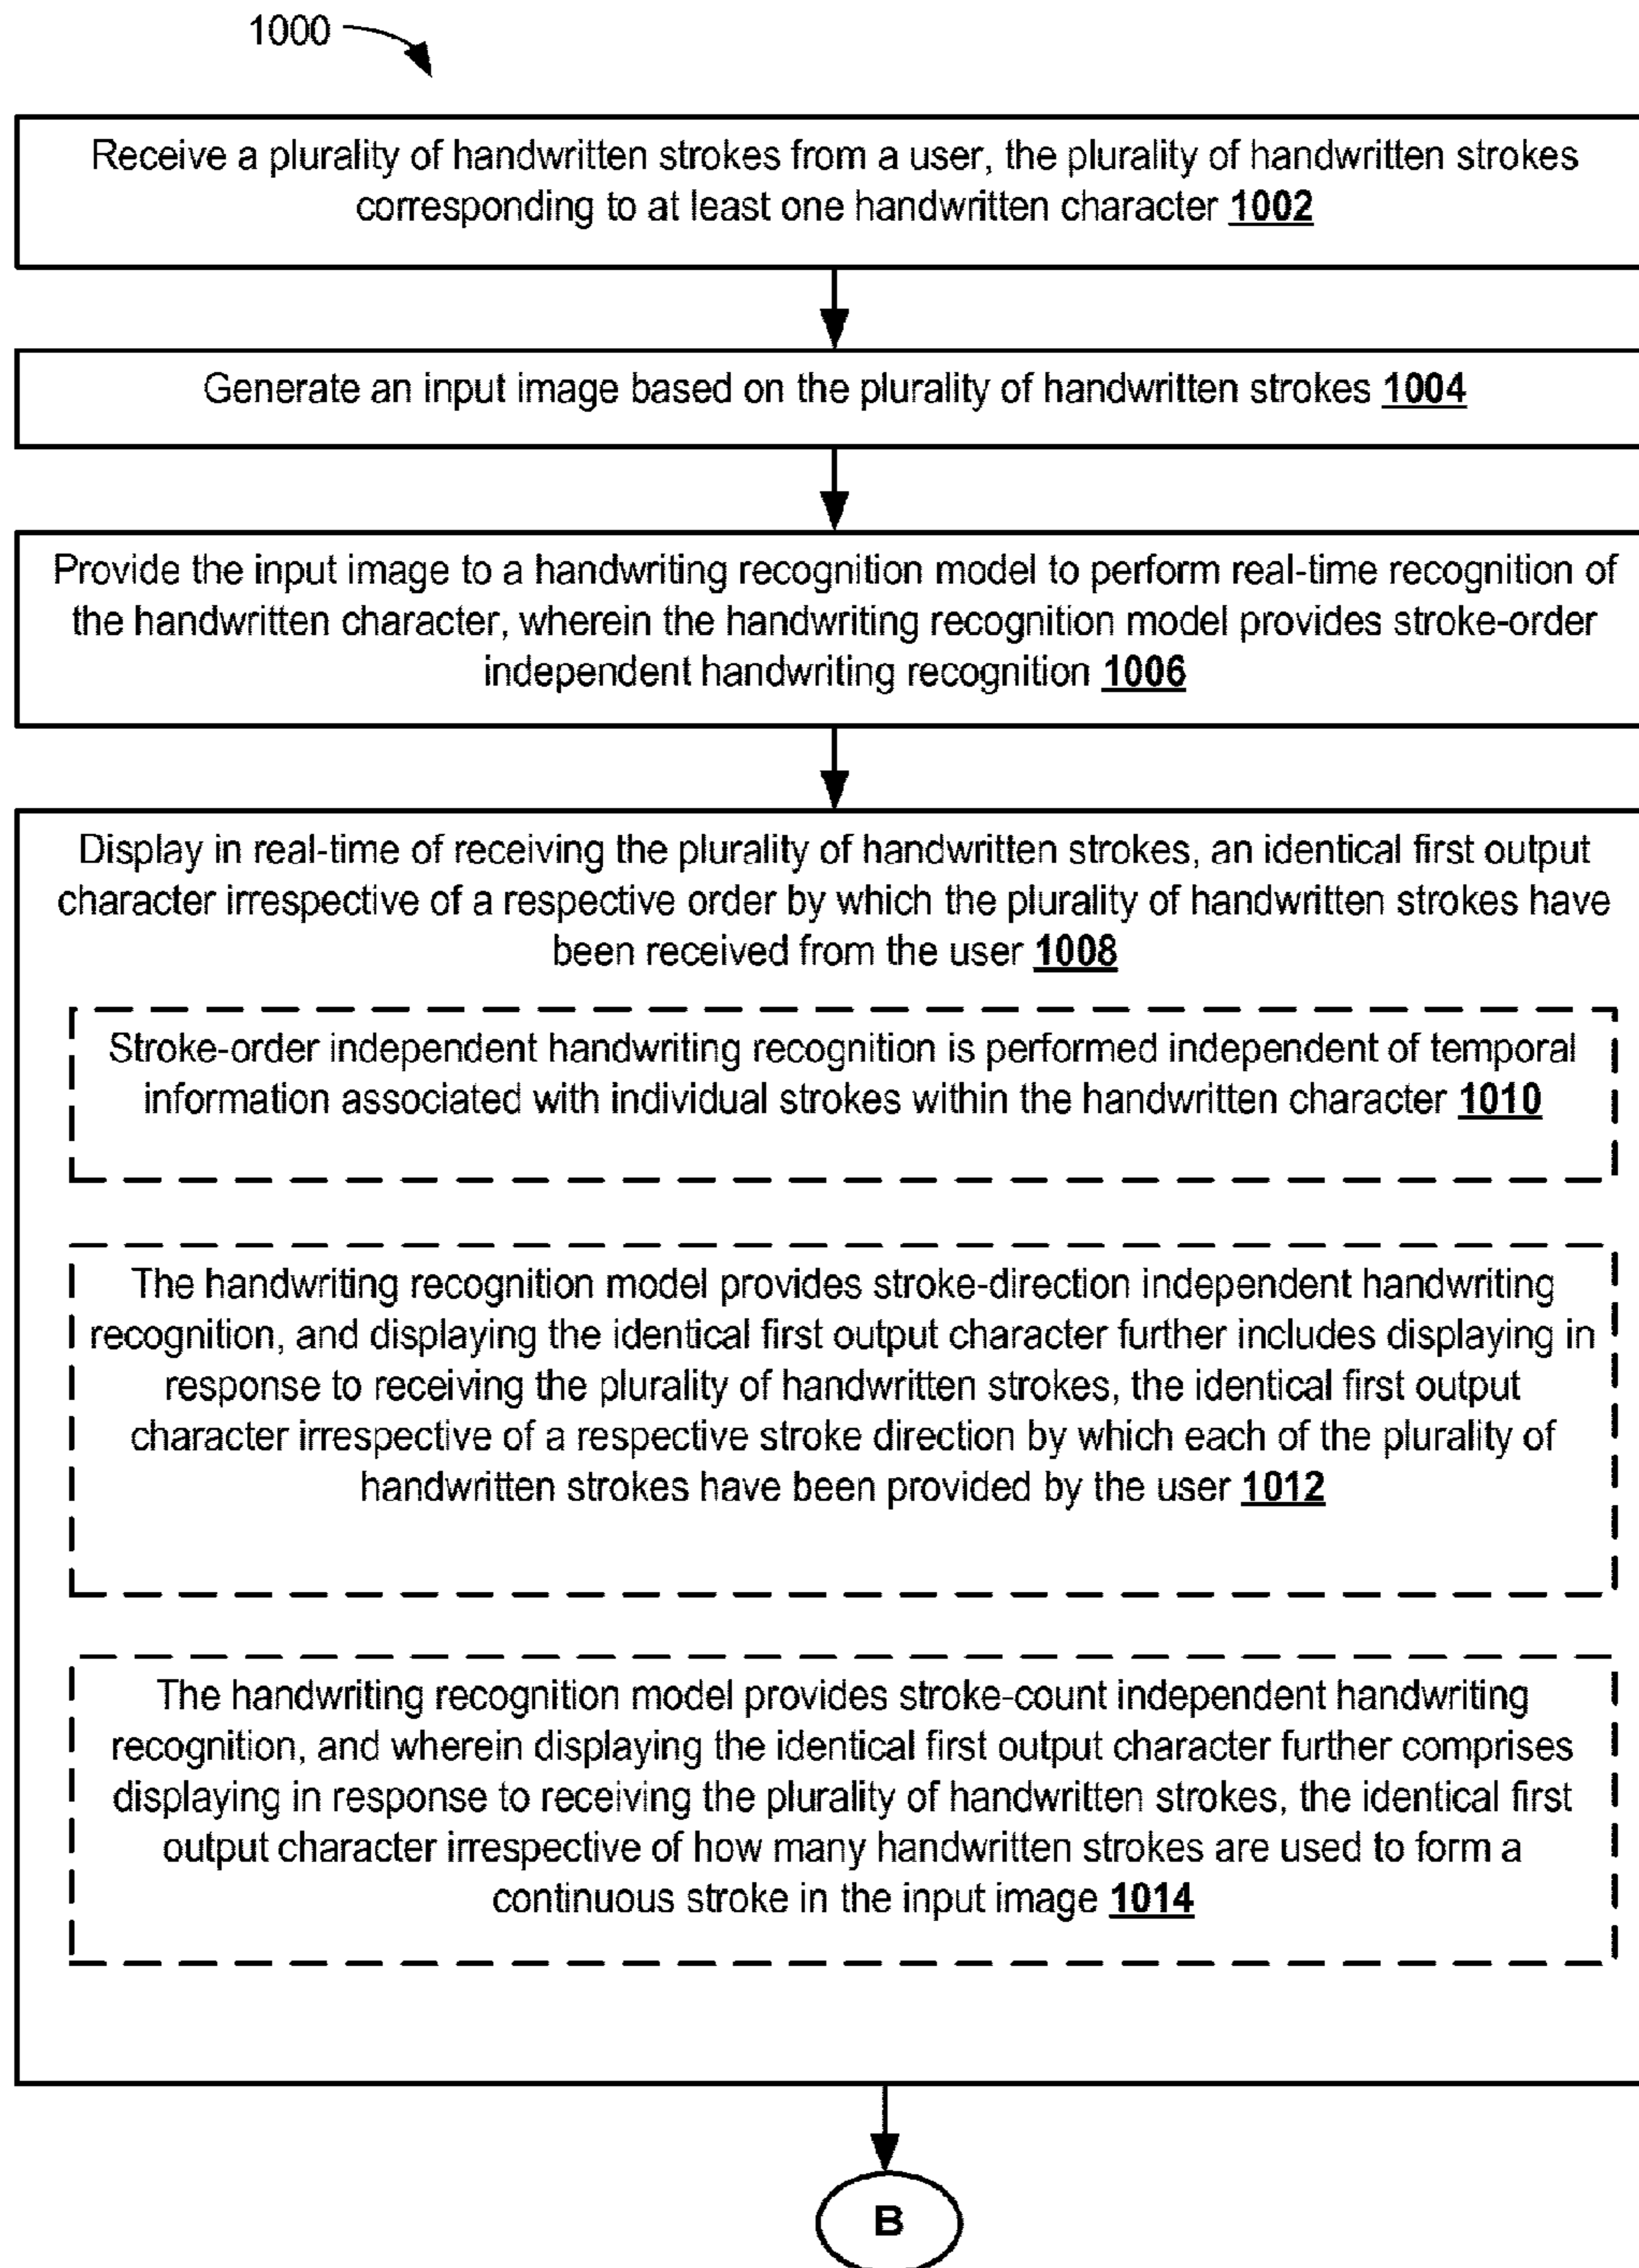 1000
Receive a plurality of handwritten strokes from a user, the plurality of handwritten strokes
corresponding to at least one handwritten character 1002
Generate an input image based on the plurality of handwritten strokes 1004
Provide the input image to a handwriting recognition model to perform real-time recognition of
the handwritten character, wherein the handwriting recognition model provides stroke-order
independent handwriting recognition 1006
Display in real-time of receiving the plurality of handwritten strokes, an identical first output
character irrespective of a respective order by which the plurality of handwritten strokes have
been received from the user 1008
Stroke-order independent handwriting recognition is performed independent of temporal
information associated with individual strokes within the handwritten character 1010
The handwriting recognition model provides stroke-direction independent handwriting
recognition, and displaying the identical first output character further includes displaying in
response to receiving the plurality of handwritten strokes, the identical first output
character irrespective of a respective stroke direction by which each of the plurality of
handwritten strokes have been provided by the user 1012
The handwriting recognition model provides stroke-count independent handwriting
recognition, and wherein displaying the identical first output character further comprises
displaying in response to receiving the plurality of handwritten strokes, the identical first
output character irrespective of how many handwritten strokes are used to form a
continuous stroke in the input image 1014
B